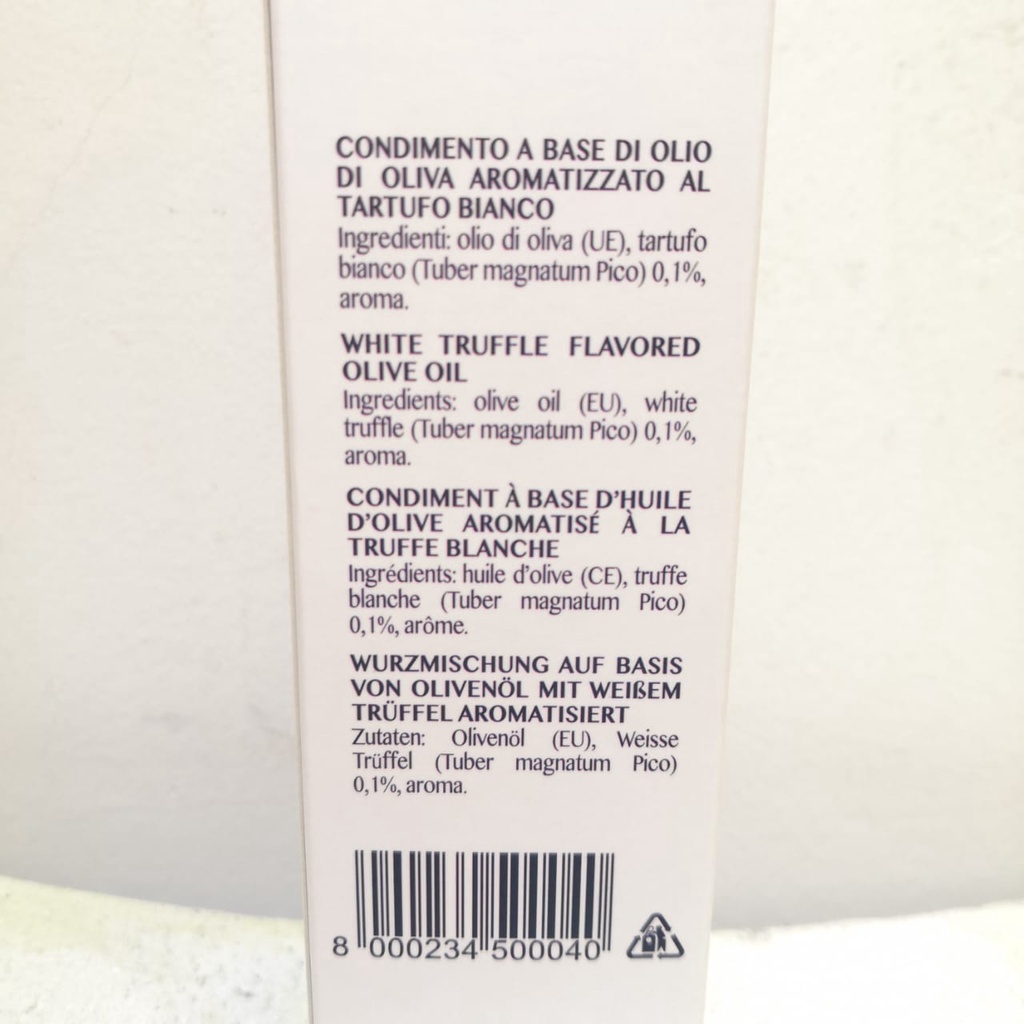 CONDIMENTO A BASE DI OLIO
DI OLIVA AROMATIZZATO AL
TARTUFO BIANCO
Ingredienti: olio di oliva (UE), tartufo
bianco (Tuber magnatum Pico) 0,1%,
aroma.
WHITE TRUFFLE FLAVORED
OLIVE OIL
Ingredients: olive oil (EU), white
truffle (Tuber magnatum Pico) 0,1%,
aroma.
CONDIMENT À BASE D'HUILE
D'OLIVE AROMATISÉ À LA
TRUFFE BLANCHE
Ingrédients: huile d'olive (CE), truffe
blanche (Tuber magnatum Pico)
0,1%, arôme.
WURZMISCHUNG AUF BASIS
VON OLIVENÖL MIT WEIßEM
TRÜFFEL AROMATISIERT
Zutaten: Olivenöl (EU), Weisse
Trüffel (Tuber magnatum Pico)
0,1%, aroma.
8 000234 500040